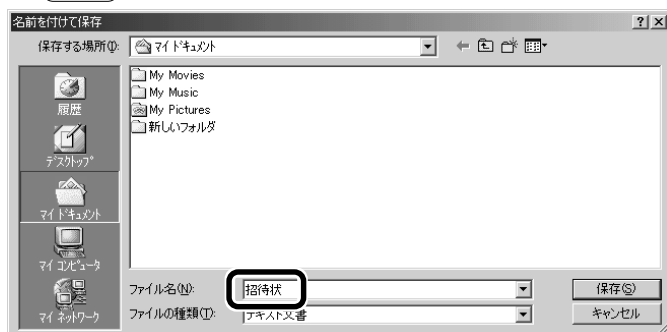 名前を付けて保存
保存する場所(I):
マイ ドキュメント
履歴
デスクトップ
マイ ドキュメント
マイ コンピュータ
マイ ネットワーク
My Movies
My Music
My Pictures
新しいフォルダ
ファイル名(N):
招待状
保存(S)
ファイルの種類(T):
テキスト文書
キャンセル